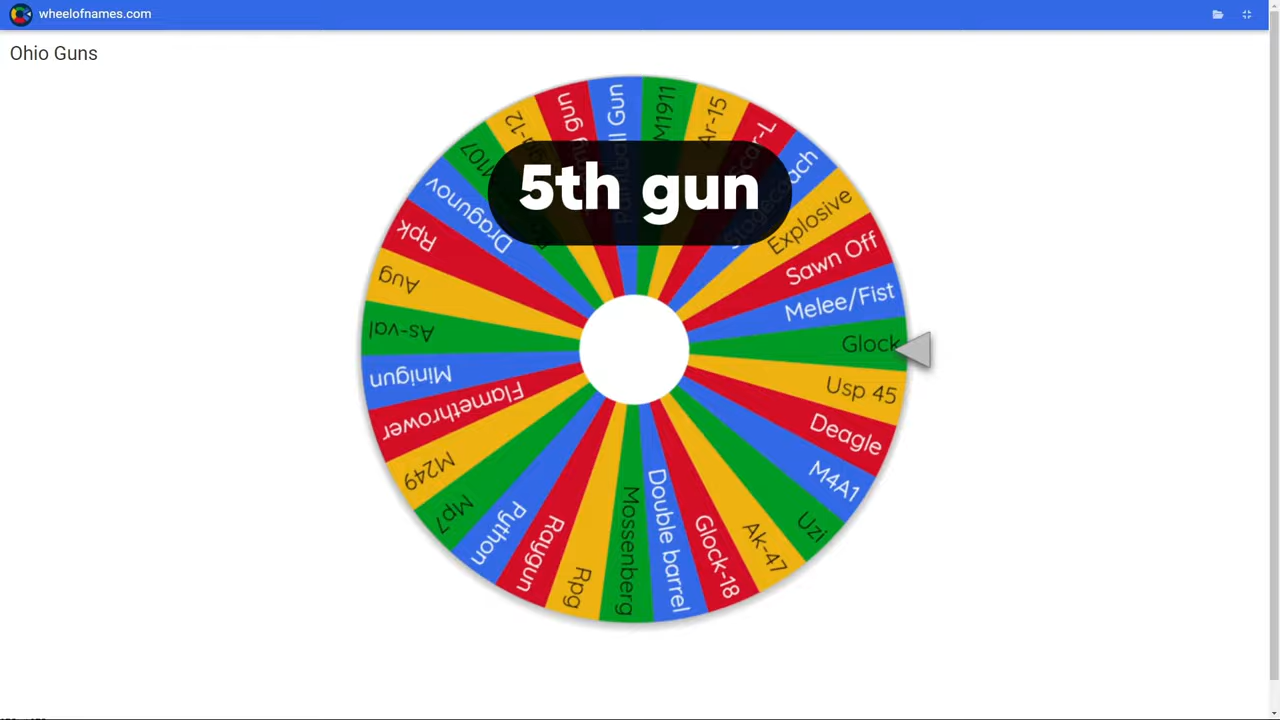 wheelofnames.com
Ohio Guns
5th gun
Gun
M1911
Ar-15
Explosive
Sawn Off
Melee/Fist
Glock
Usp 45
Deagle
M4A1
Uzi
Ak-47
Glock-18
Double barrel
Mossenberg
Rpg
Raygun
Python
Mp7
M249
Flamethrower
Minigun
As-val
Aug
Rpk
Dragunov
gun